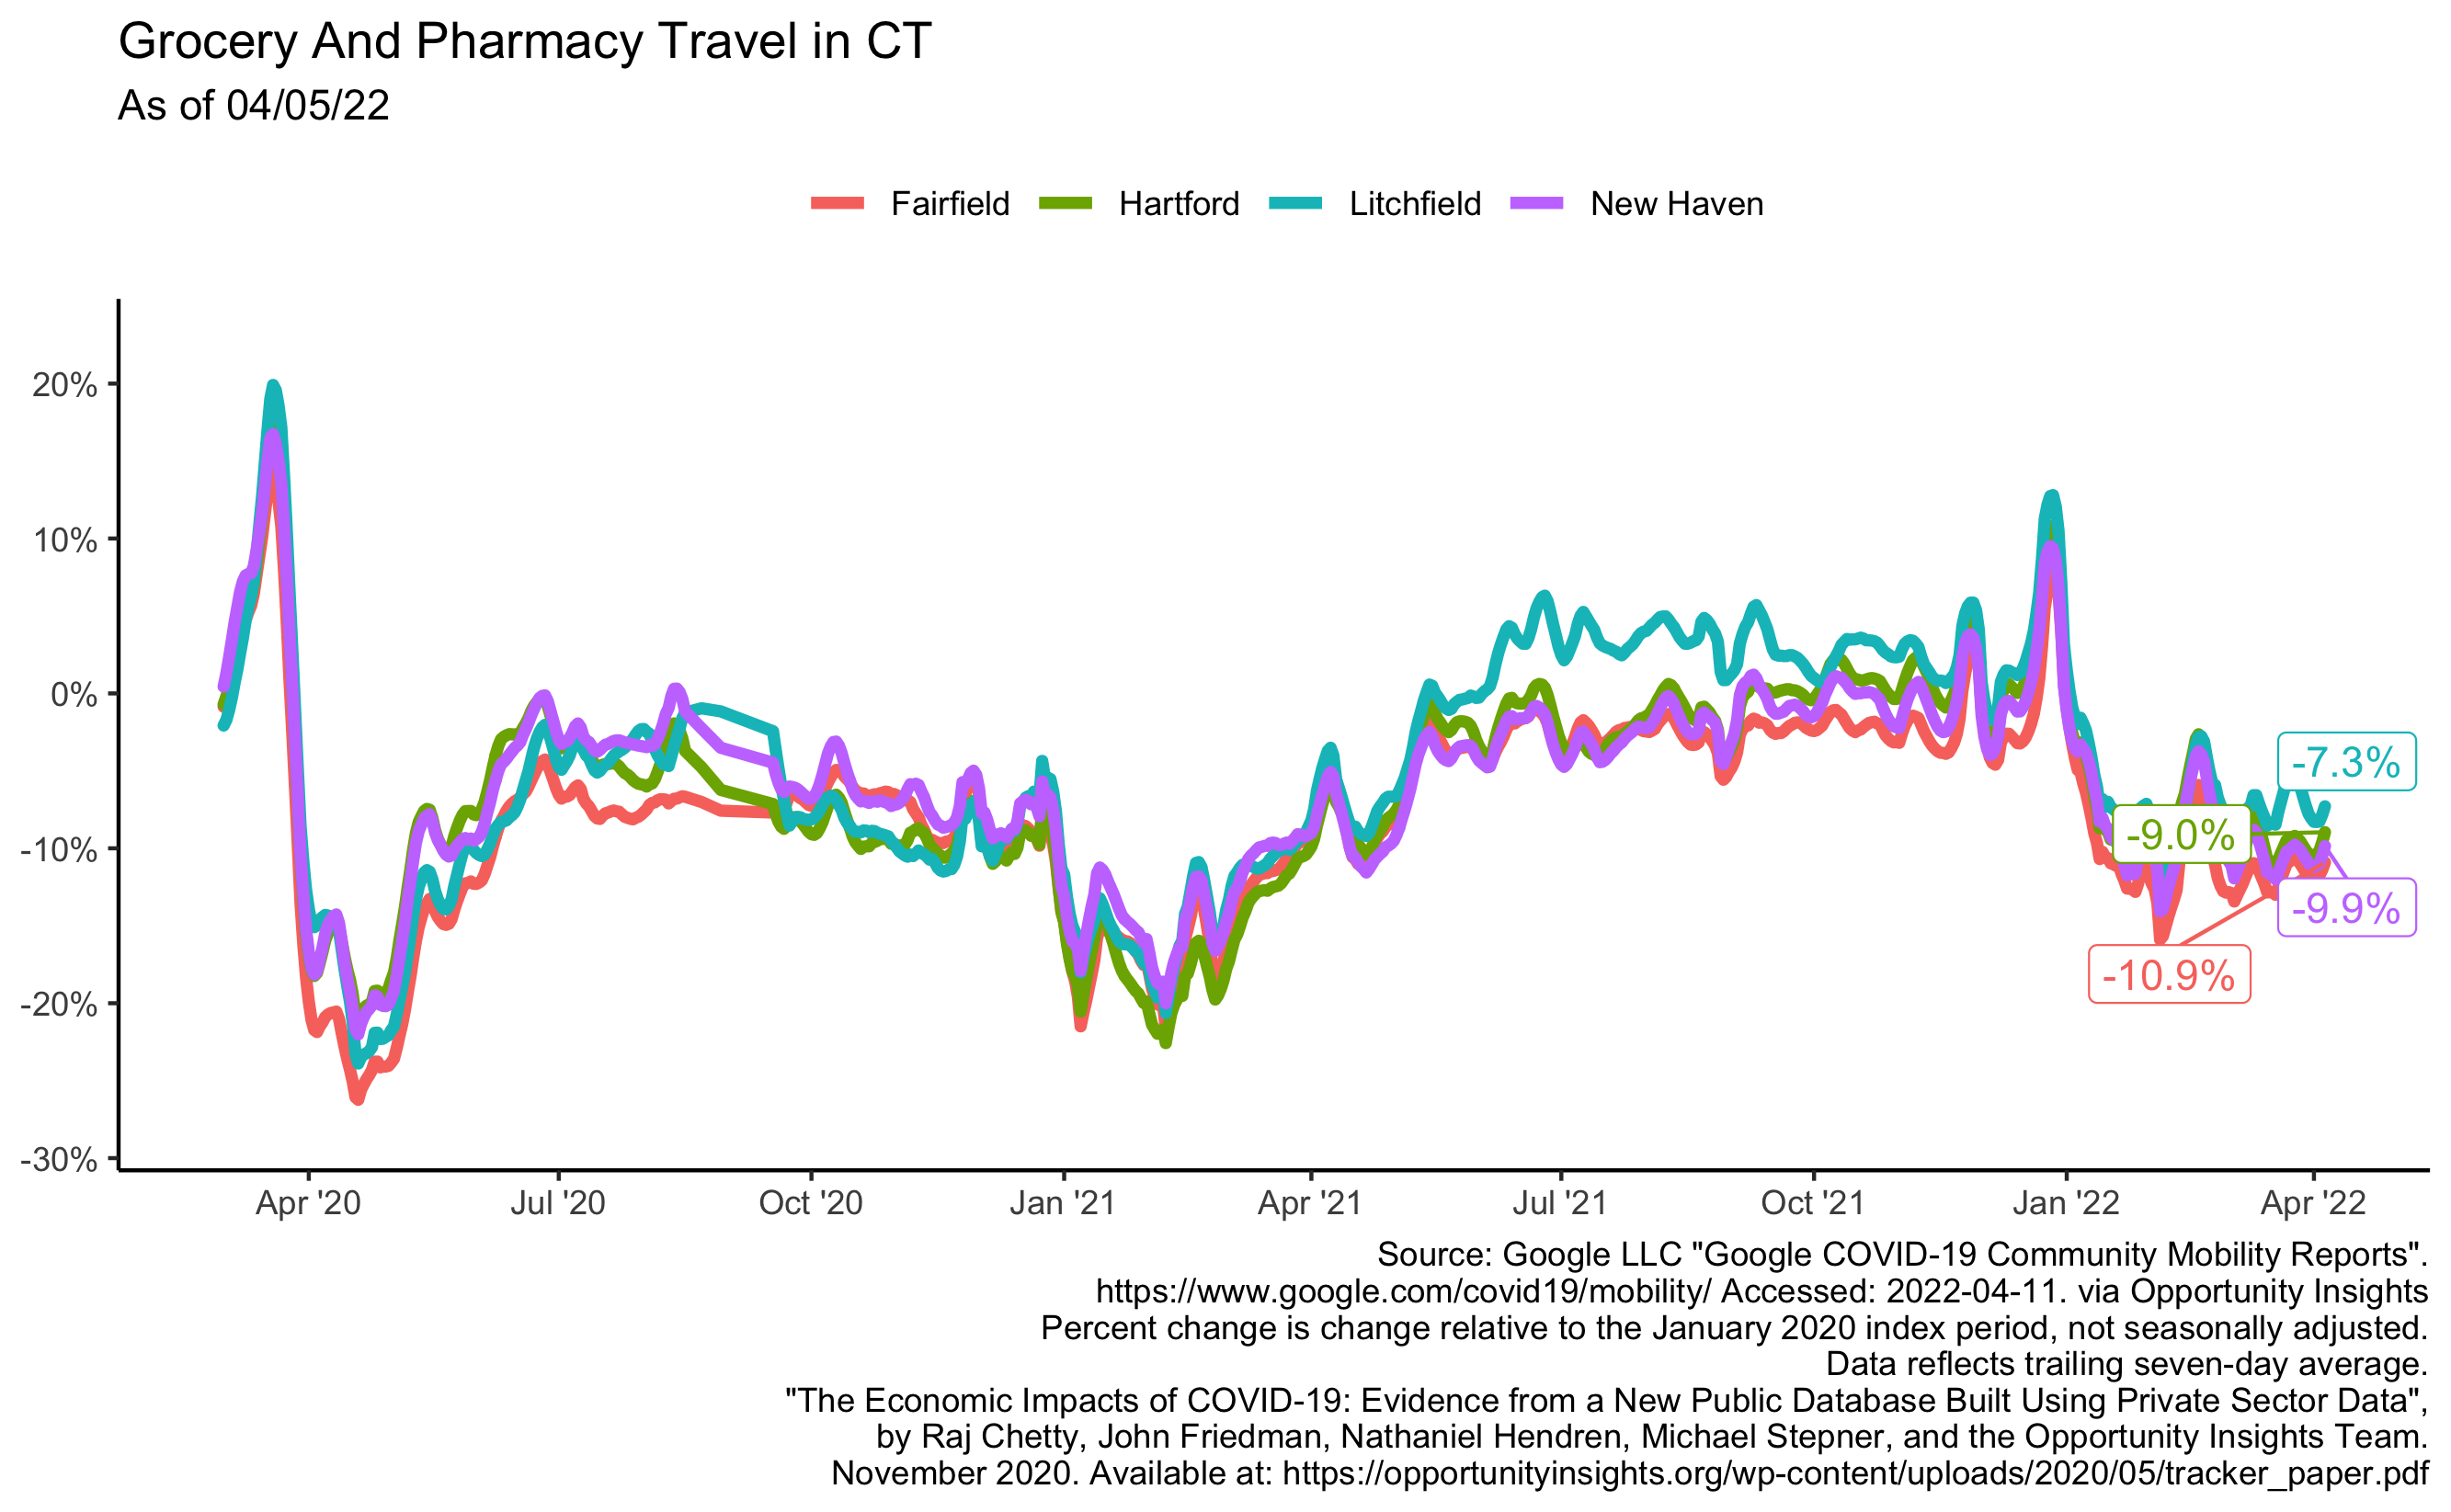 Grocery And Pharmacy Travel in CT
As of 04/05/22
Fairfield Hartford Litchfield New Haven
20%
10%
0%
-10%
-20%
-30%
-7.3%
-9.0%
-9.9%
-10.9%
Apr '20 Jul '20 Oct '20 Jan '21 Apr '21 Jul '21 Oct '21 Jan '22 Apr '22
Source: Google LLC "Google COVID-19 Community Mobility Reports".
https://www.google.com/covid19/mobility/ Accessed: 2022-04-11. via Opportunity Insights
Percent change is change relative to the January 2020 index period, not seasonally adjusted.
Data reflects trailing seven-day average.
"The Economic Impacts of COVID-19: Evidence from a New Public Database Built Using Private Sector Data",
by Raj Chetty, John Friedman, Nathaniel Hendren, Michael Stepner, and the Opportunity Insights Team.
November 2020. Available at: https://opportunityinsights.org/wp-content/uploads/2020/05/tracker_paper.pdf